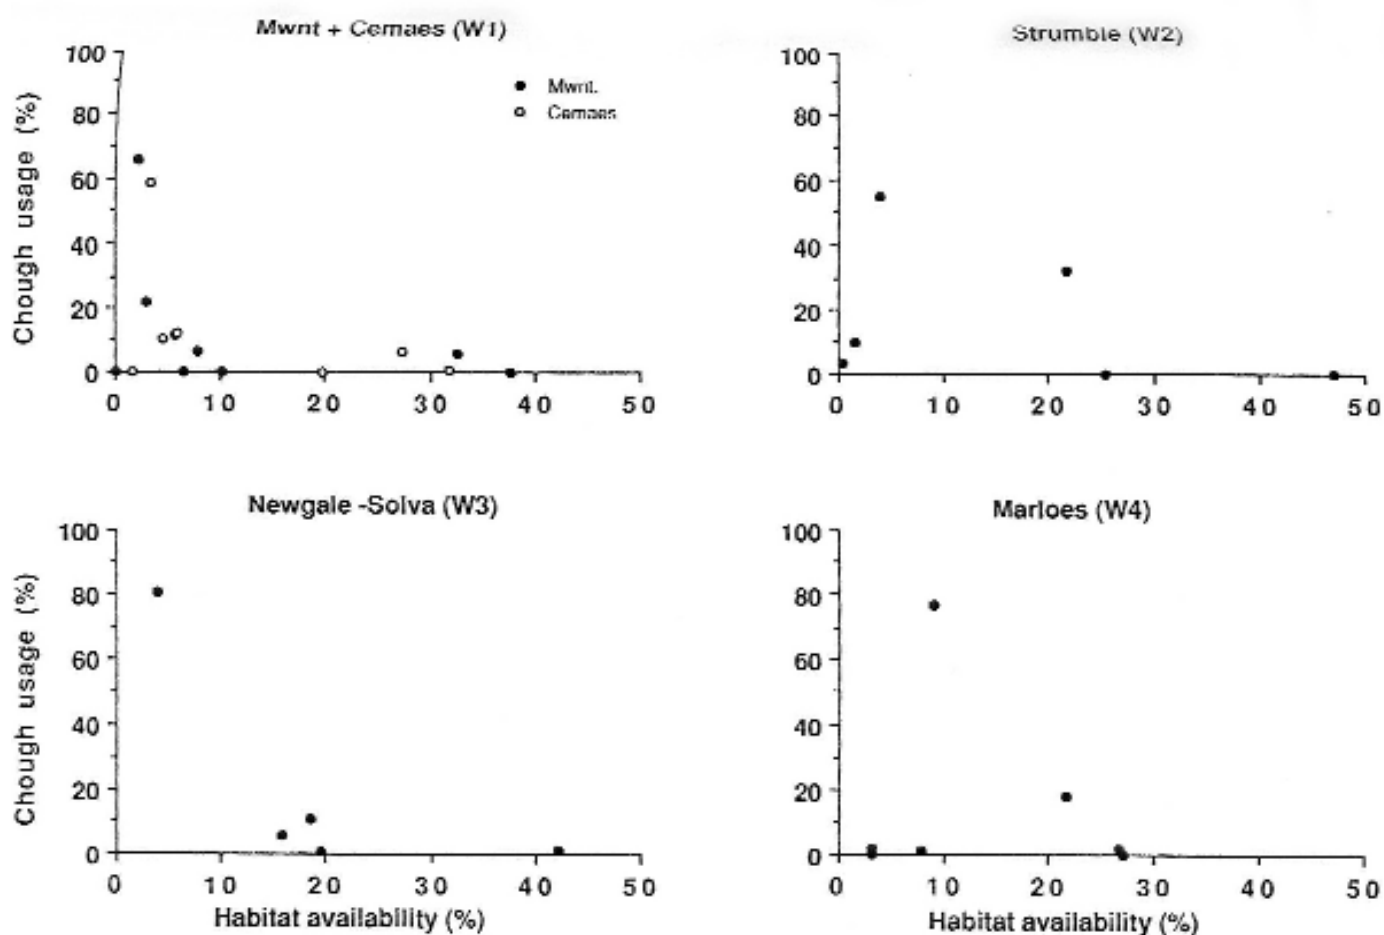 Mwnt + Cemaes (W1)
100
80
60
40
20
0
Chough usage (%)
Mwnt.
Cemaes
0 10 20 30 40 50
Strumble (W2)
100
80
60
40
20
0
0 10 20 30 40 50
Newgale -Solva (W3)
100
80
60
40
20
0
Chough usage (%)
0 10 20 30 40 50
Habitat availability (%)
Marloes (W4)
100
80
60
40
20
0
0 10 20 30 40 50
Habitat availability (%)